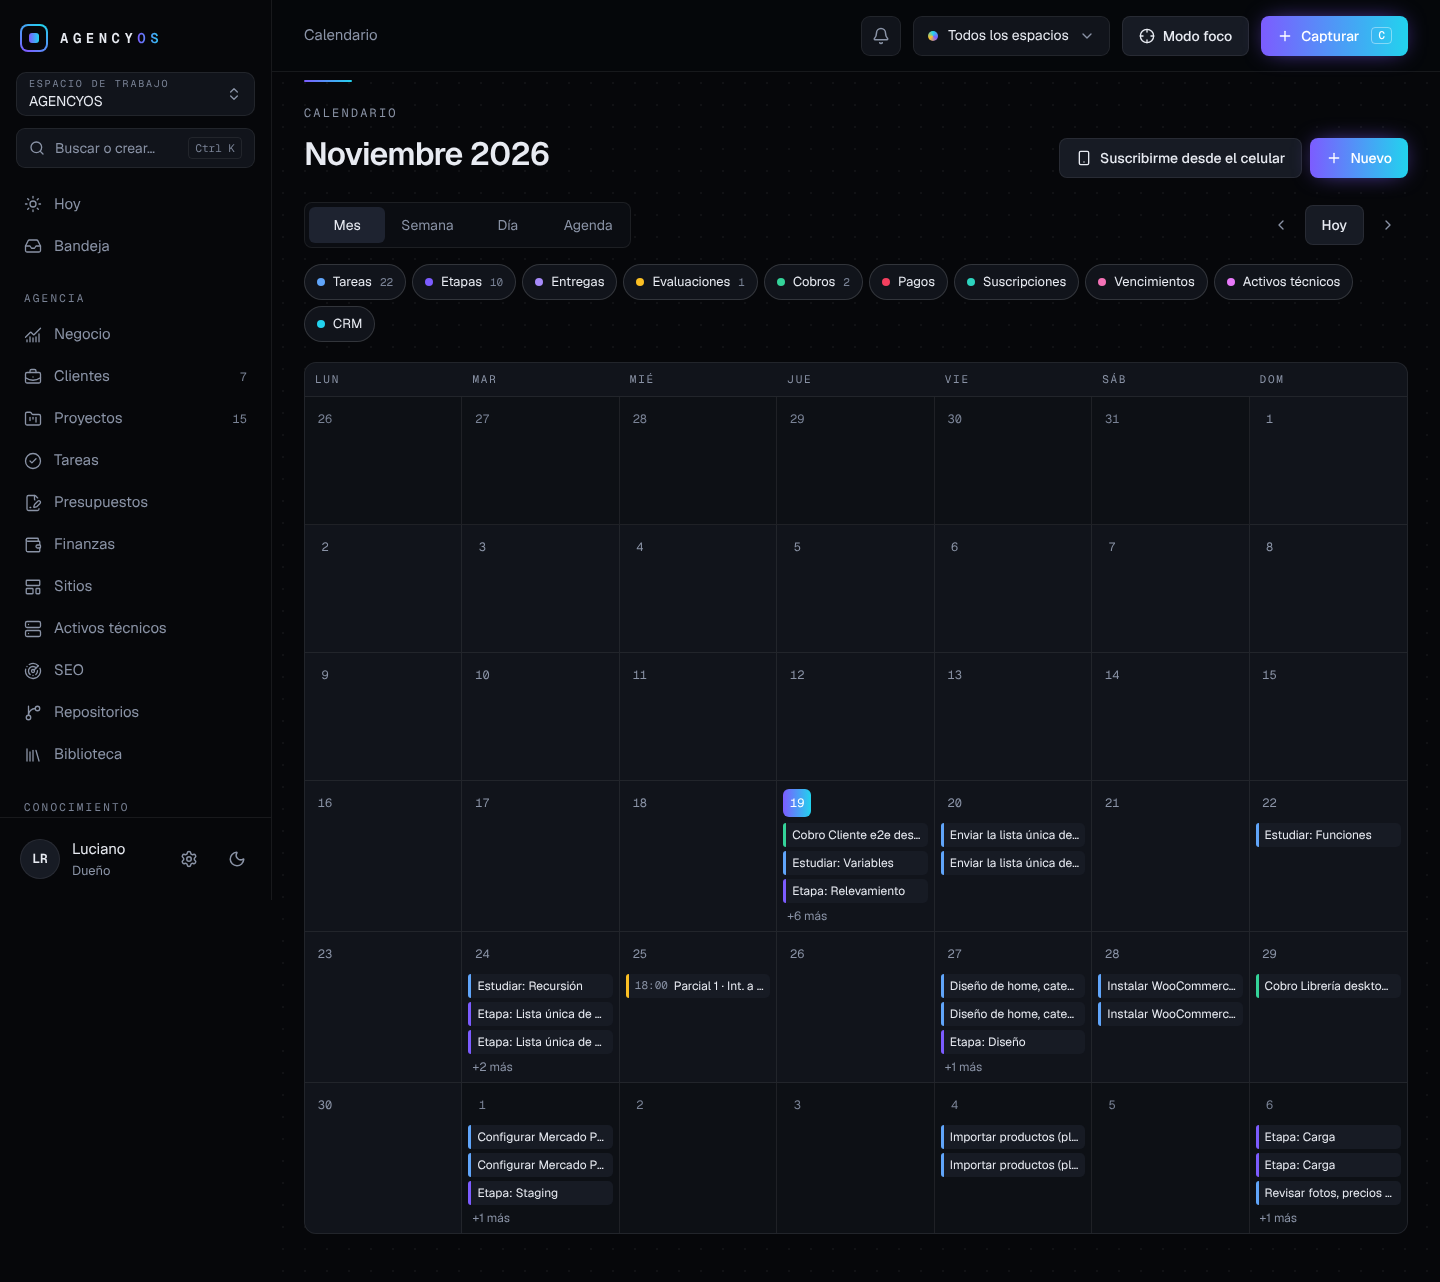 AGENCYOS
ESPACIO DE TRABAJO
AGENCYOS
Buscar o crear…
Ctrl K
Hoy
Bandeja
AGENCIA
Negocio
Clientes 7
Proyectos 15
Tareas
Presupuestos
Finanzas
Sitios
Activos técnicos
SEO
Repositorios
Biblioteca
CONOCIMIENTO
LR
Luciano
Dueño
Calendario
Todos los espacios
Modo foco
Capturar C
CALENDARIO
Noviembre 2026
Suscribirme desde el celular
Nuevo
Mes Semana Día Agenda
Hoy
Tareas 22 Etapas 10 Entregas Evaluaciones 1 Cobros 2 Pagos Suscripciones Vencimientos Activos técnicos
CRM
LUN MAR MIÉ JUE VIE SÁB DOM
26 27 28 29 30 31 1
2 3 4 5 6 7 8
9 10 11 12 13 14 15
16 17 18 19 20 21 22
Cobro Cliente e2e des…
Estudiar: Variables
Etapa: Relevamiento
+6 más
Enviar la lista única de…
Enviar la lista única de…
Estudiar: Funciones
23 24 25 26 27 28 29
Estudiar: Recursión
Etapa: Lista única de …
Etapa: Lista única de …
+2 más
18:00 Parcial 1 · Int. a …
Diseño de home, cate…
Diseño de home, cate…
Etapa: Diseño
+1 más
Instalar WooCommerc…
Instalar WooCommerc…
Cobro Librería deskto…
30 1 2 3 4 5 6
Configurar Mercado P…
Configurar Mercado P…
Etapa: Staging
+1 más
Importar productos (pl…
Importar productos (pl…
Etapa: Carga
Etapa: Carga
Revisar fotos, precios …
+1 más